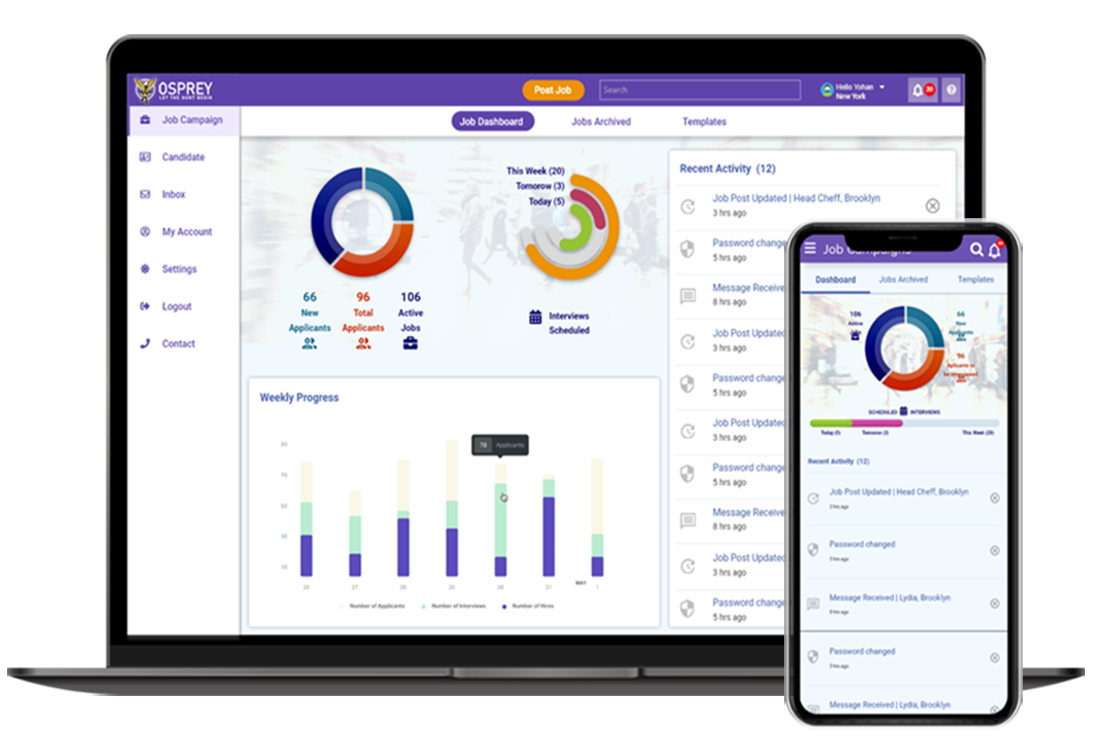 OSPREY
LET THE HUNT BEGIN
Post Job
Search
Hello Yohan
New York
30
Job Campaign
Candidate
Inbox
My Account
Settings
Logout
Contact
Job Dashboard
Jobs Archived
Templates
This Week (20)
Tomorow (3)
Today (5)
66
New
Applicants
96
Total
Applicants
106
Active
Jobs
Interviews
Scheduled
Weekly Progress
90
70
50
30
10
78 Applicants
26 27 28 29 30 31 MAY 1
Number of Applicants Number of Interviews Number of Hires
Recent Activity (12)
Job Post Updated | Head Cheff, Brooklyn
3 hrs ago
Password change
5 hrs ago
Message Receive
8 hrs ago
Job Post Updated
3 hrs ago
Password change
5 hrs ago
Job Post Updated
3 hrs ago
Password change
5 hrs ago
Message Receive
8 hrs ago
Job Post Updated
3 hrs ago
Password change
5 hrs ago
Job Campaigns
Dashboard
Jobs Archived
Templates
106
Active
66
New
Applicants
96
SCHEDULED INTERVIEWS
Today (5)
Tomorrow (3)
This Week (20)
Recent Activity (12)
Job Post Updated | Head Cheff, Brooklyn
3 hrs ago
Password changed
5 hrs ago
Message Received | Lydia, Brooklyn
8 hrs ago
Password changed
5 hrs ago
Message Received | Lydia, Brooklyn